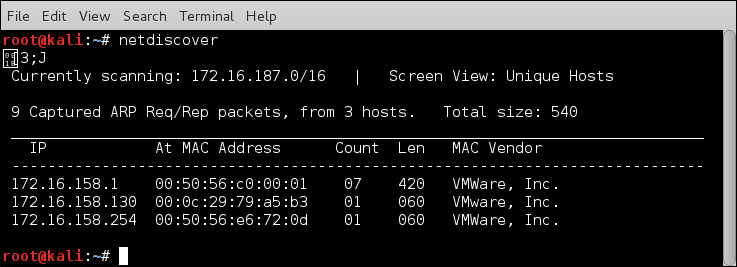 File Edit View Search Terminal Help
root@kali:~# netdiscover
[3;J
Currently scanning: 172.16.187.0/16 | Screen View: Unique Hosts
9 Captured ARP Req/Rep packets, from 3 hosts. Total size: 540
_____________________________________________________________________________
IP At MAC Address Count Len MAC Vendor
-----------------------------------------------------------------------------
172.16.158.1 00:50:56:c0:00:01 07 420 VMWare, Inc.
172.16.158.130 00:0c:29:79:a5:b3 01 060 VMWare, Inc.
172.16.158.254 00:50:56:e6:72:0d 01 060 VMWare, Inc.
root@kali:~#